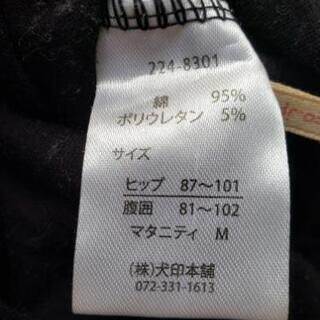 224-8301
綿 95%
ポリウレタン 5%
サイズ
ヒップ 87～101
腹囲 81～102
マタニティ M
(株)犬印本舗
072-331-1613